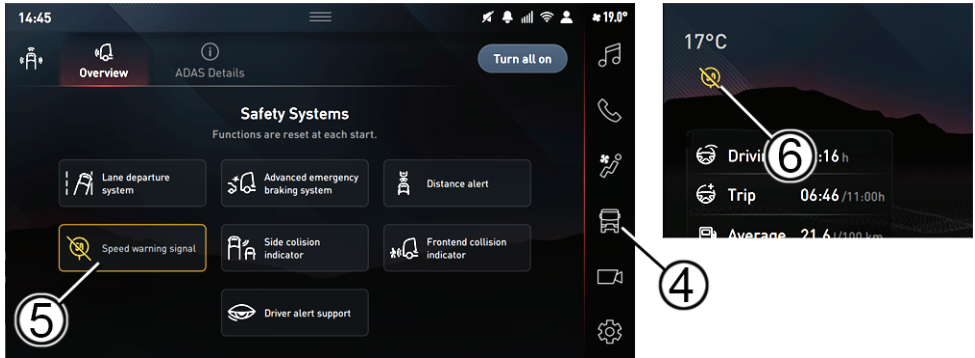 14:45
19.0°
Overview
ADAS Details
Turn all on
Safety Systems
Functions are reset at each start.
Lane departure
system
Advanced emergency
braking system
Distance alert
Speed warning signal
Side colision
indicator
Frontend collision
indicator
Driver alert support
5
4
17°C
6
:16 h
Trip 06:46 /11:00h
Average 21.6 l/100 km